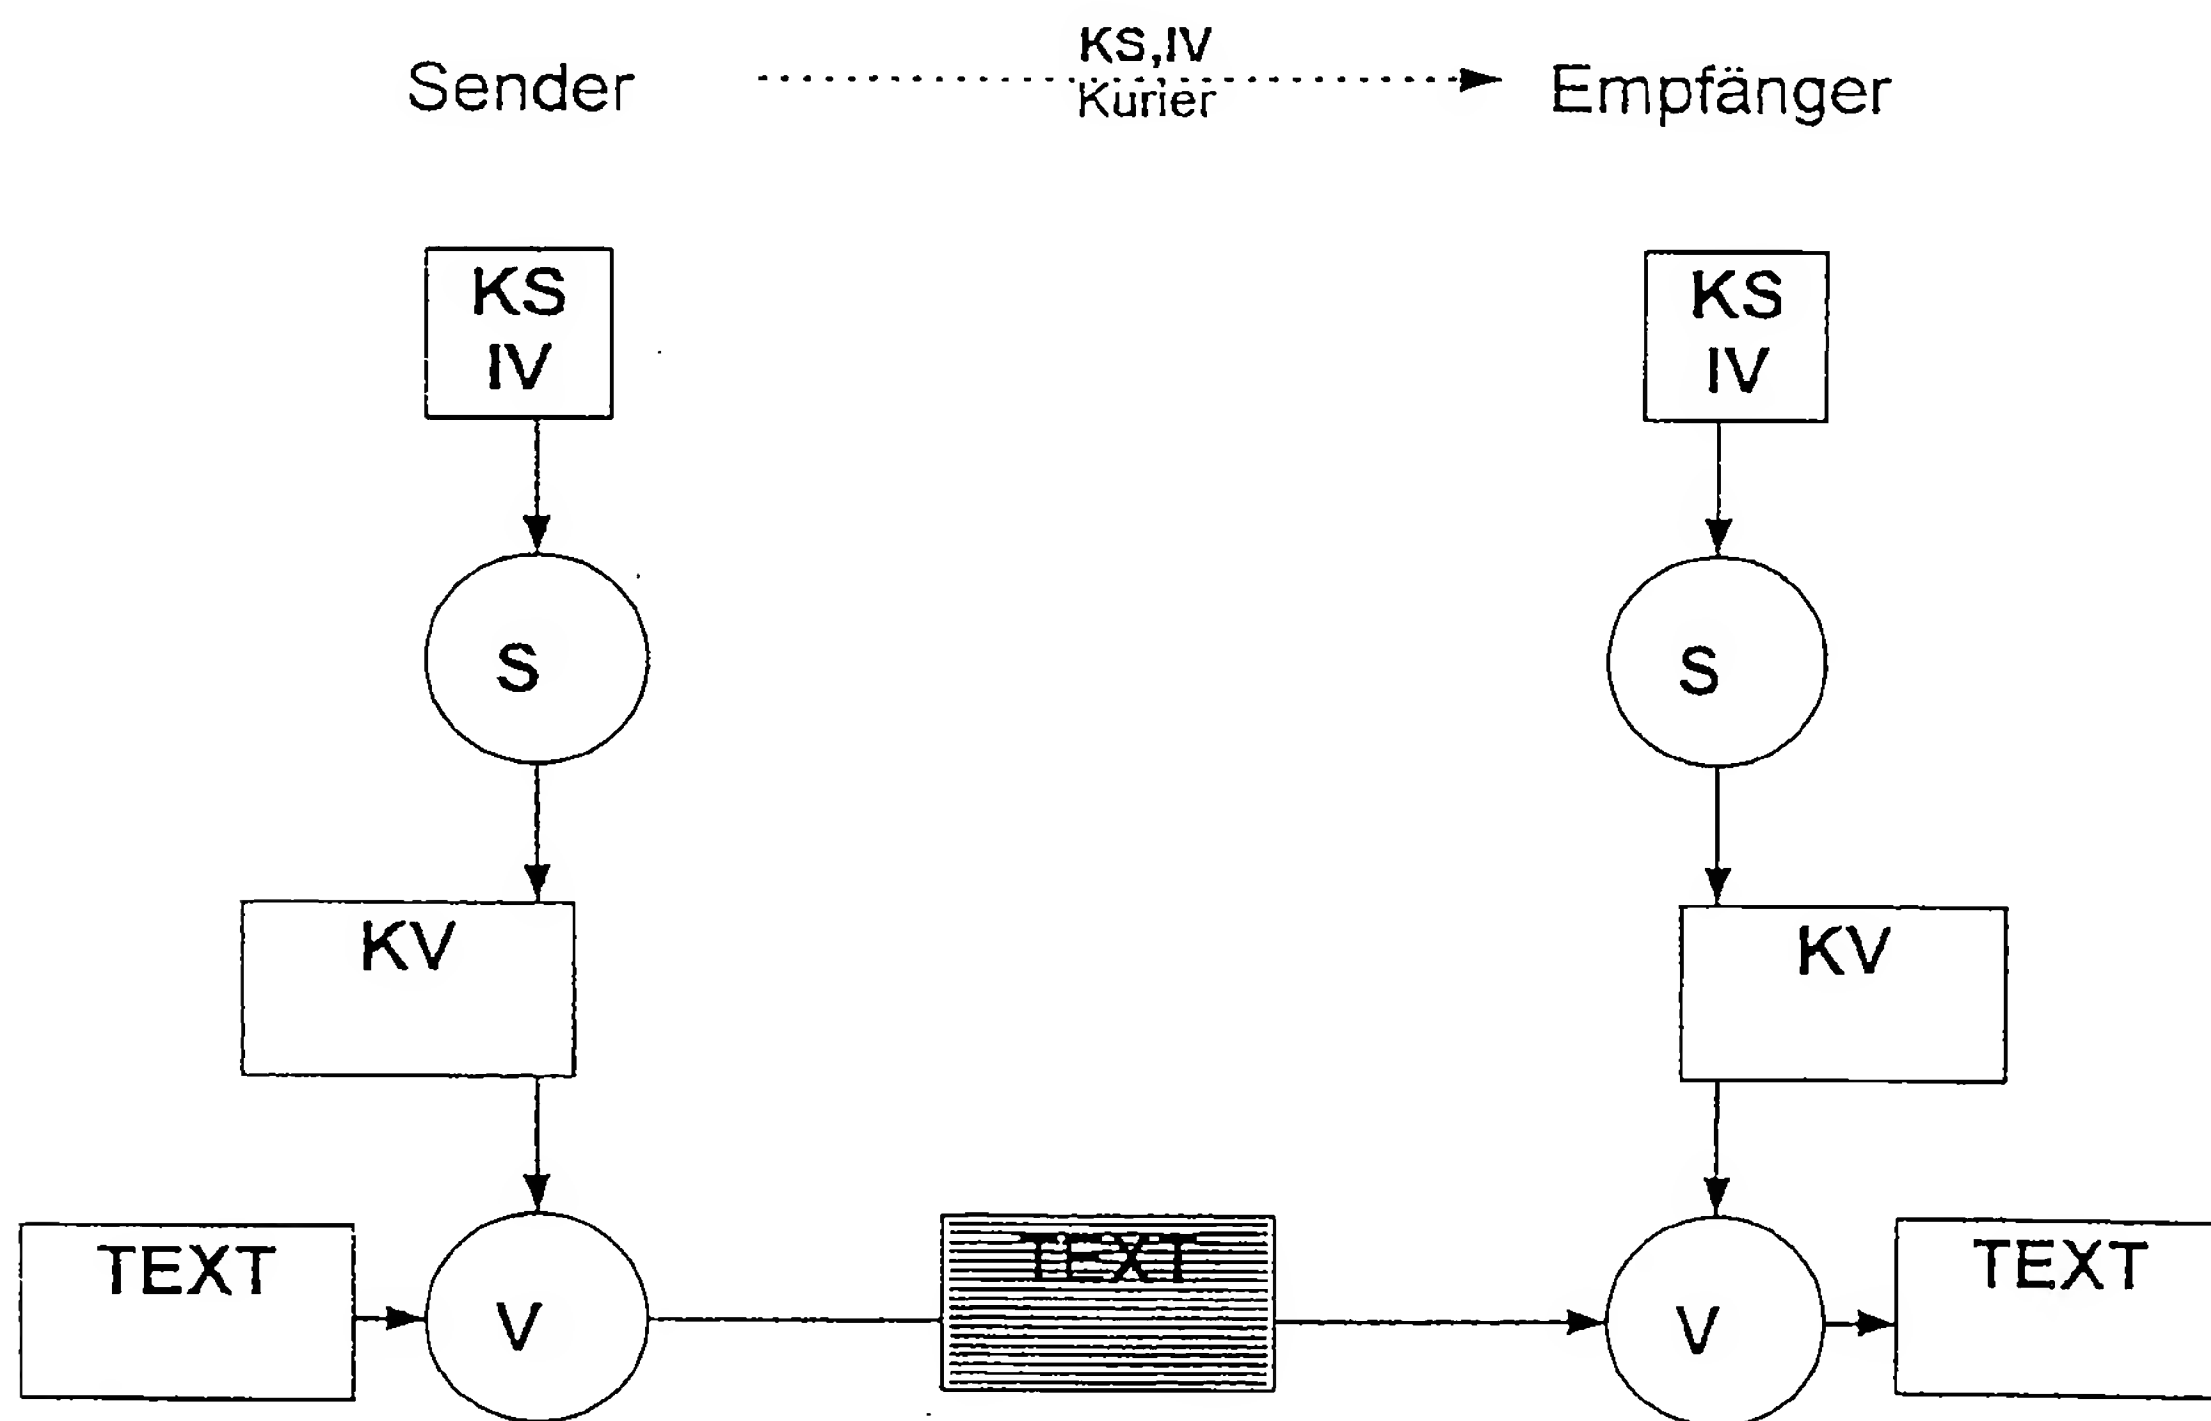 Sender
KS,IV
Kurier
Empfänger
KS
IV
KS
IV
S
S
KV
KV
TEXT
V
TEXT
V
TEXT